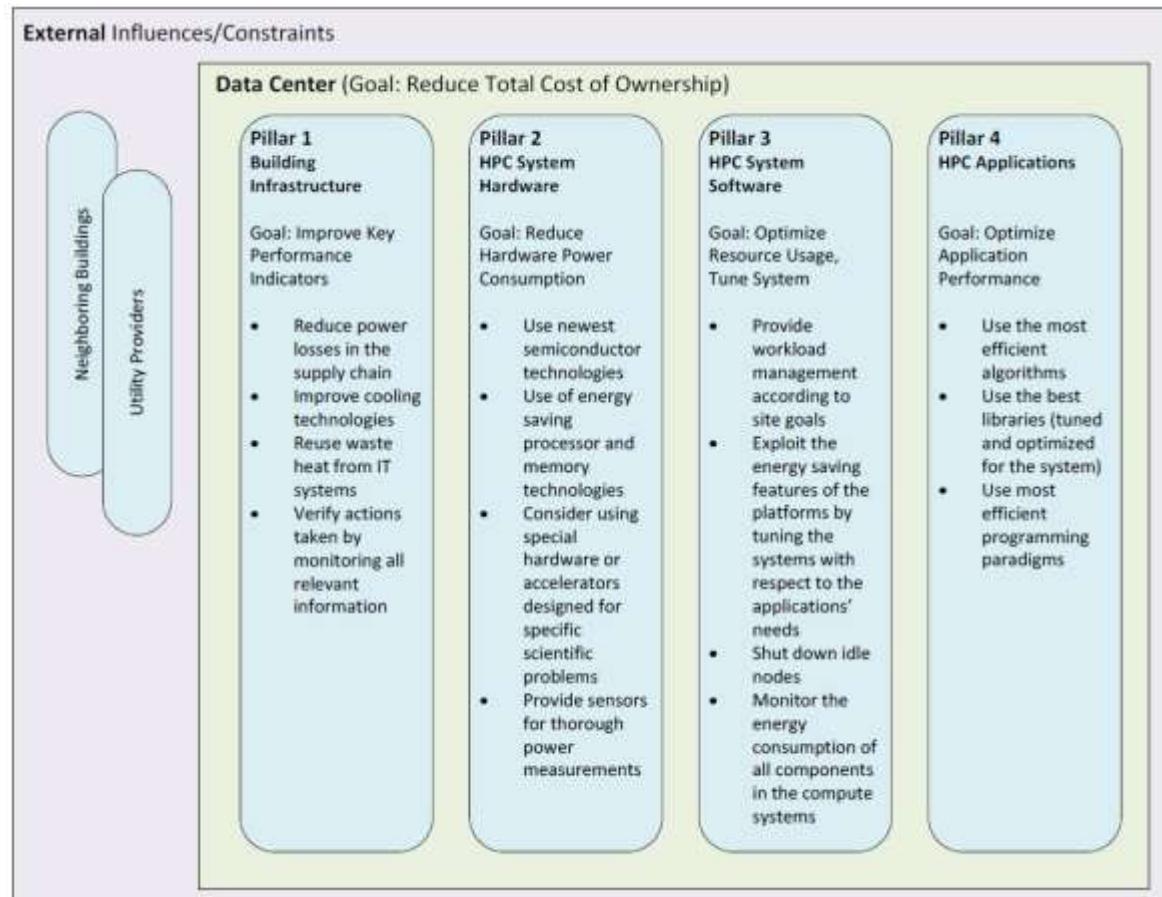 External Influences/Constraints
Data Center (Goal: Reduce Total Cost of Ownership)
Neighboring Buildings
Utility Providers
Pillar 1
Building
Infrastructure
Goal: Improve Key
Performance
Indicators
• Reduce power
losses in the
supply chain
• Improve cooling
technologies
• Reuse waste
heat from IT
systems
• Verify actions
taken by
monitoring all
relevant
information
Pillar 2
HPC System
Hardware
Goal: Reduce
Hardware Power
Consumption
• Use newest
semiconductor
technologies
• Use of energy
saving
processor and
memory
technologies
• Consider using
special
hardware or
accelerators
designed for
specific
scientific
problems
• Provide sensors
for thorough
power
measurements
Pillar 3
HPC System
Software
Goal: Optimize
Resource Usage,
Tune System
• Provide
workload
management
according to
site goals
• Exploit the
energy saving
features of the
platforms by
tuning the
systems with
respect to the
applications’
needs
• Shut down idle
nodes
• Monitor the
energy
consumption of
all components
in the compute
systems
Pillar 4
HPC Applications
Goal: Optimize
Application
Performance
• Use the most
efficient
algorithms
• Use the best
libraries (tuned
and optimized
for the system)
• Use most
efficient
programming
paradigms